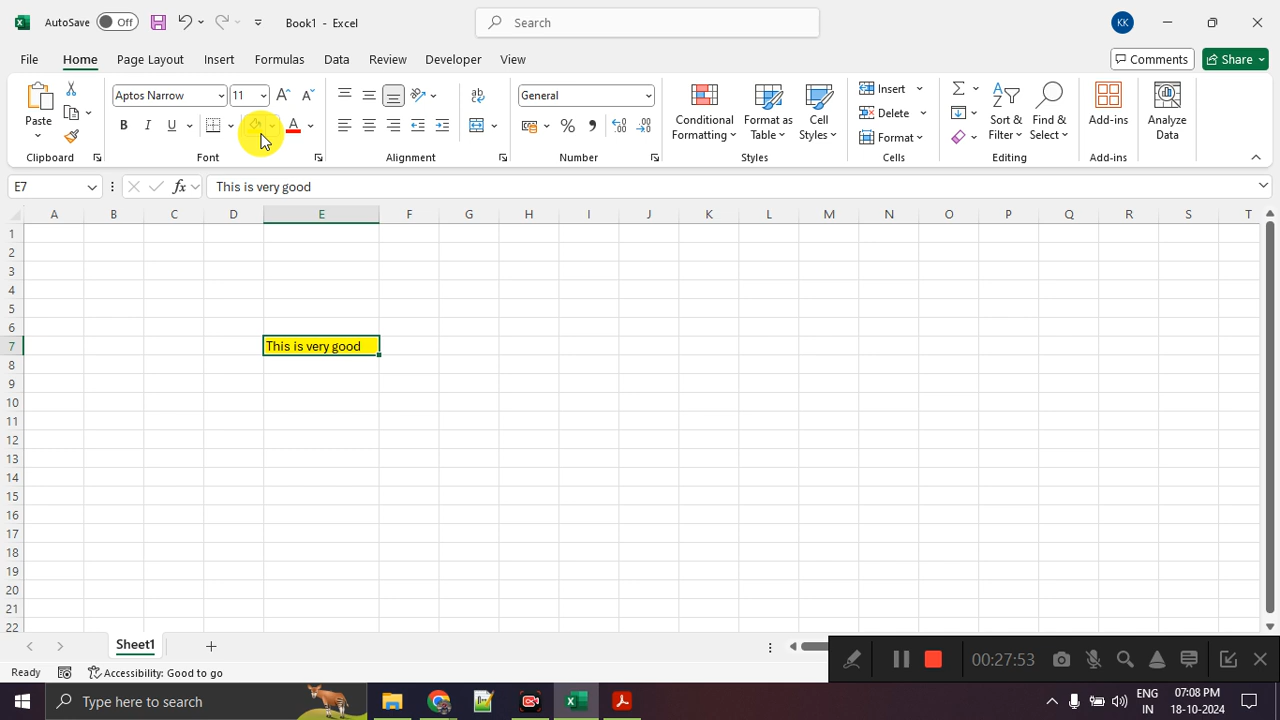 AutoSave Off Book1 - Excel Search KK
File Home Page Layout Insert Formulas Data Review Developer View Comments Share
Paste Aptos Narrow 11 General Conditional Formatting Format as Table Cell Styles Insert Delete Format Sort & Filter Find & Select Add-ins Analyze Data
B I U A
Clipboard Font Alignment Number Styles Cells Editing Add-ins
E7 fx This is very good
A B C D E F G H I J K L M N O P Q R S T
1
2
3
4
5
6
7 This is very good
8
9
10
11
12
13
14
15
16
17
18
19
20
21
22
Sheet1
Ready Accessibility: Good to go 00:27:53
Type here to search ENG IN 07:08 PM 18-10-2024